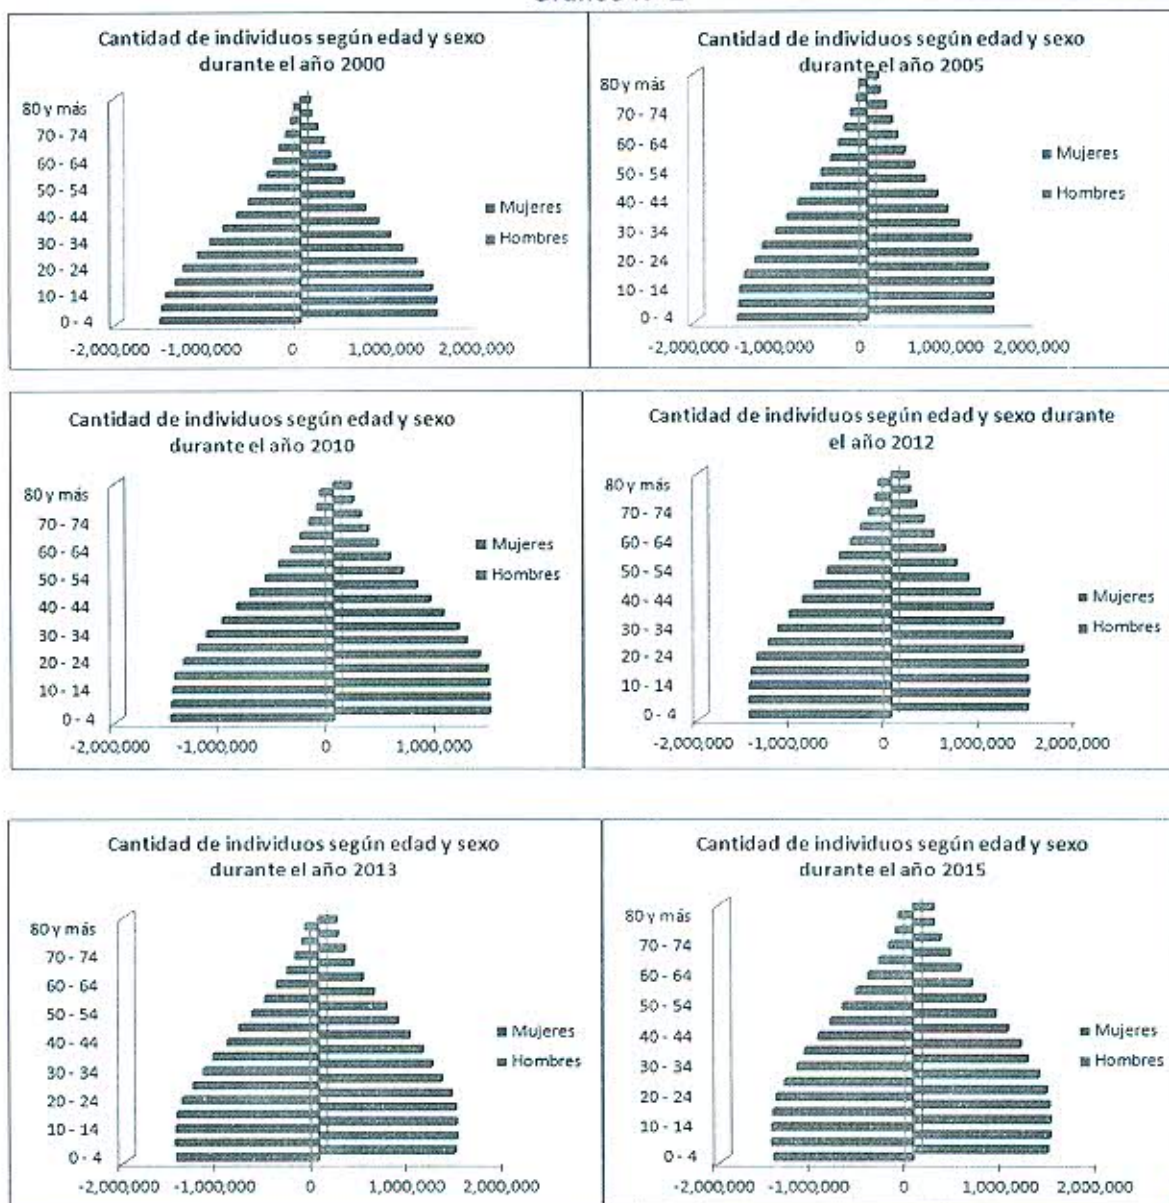 Cantidad de individuos según edad y sexo
durante el año 2000
80 y más
70 - 74
60 - 64
50 - 54
40 - 44
30 - 34
20 - 24
10 - 14
0 - 4
Mujeres
Hombres
-2,000,000 -1,000,000 0 1,000,000 2,000,000
Cantidad de individuos según edad y sexo
durante el año 2005
80 y más
70 - 74
60 - 64
50 - 54
40 - 44
30 - 34
20 - 24
10 - 14
0 - 4
Mujeres
Hombres
-2,000,000 -1,000,000 0 1,000,000 2,000,000
Cantidad de individuos según edad y sexo
durante el año 2010
80 y más
70 - 74
60 - 64
50 - 54
40 - 44
30 - 34
20 - 24
10 - 14
0 - 4
Mujeres
Hombres
-2,000,000 -1,000,000 0 1,000,000
Cantidad de individuos según edad y sexo durante
el año 2012
80 y más
70 - 74
60 - 64
50 - 54
40 - 44
30 - 34
20 - 24
10 - 14
0 - 4
Mujeres
Hombres
-2,000,000 -1,000,000 0 1,000,000 2,000,000
Cantidad de individuos según edad y sexo
durante el año 2013
80 y más
70 - 74
60 - 64
50 - 54
40 - 44
30 - 34
20 - 24
10 - 14
0 - 4
Mujeres
Hombres
-2,000,000 -1,000,000 0 1,000,000 2,000,000
Cantidad de individuos según edad y sexo
durante el año 2015
80 y más
70 - 74
60 - 64
50 - 54
40 - 44
30 - 34
20 - 24
10 - 14
0 - 4
Mujeres
Hombres
-2,000,000 -1,000,000 0 1,000,000 2,000,000